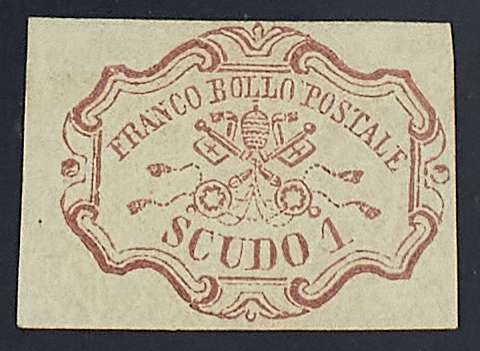 FRANCO BOLLO POSTALE
SCUDO 1